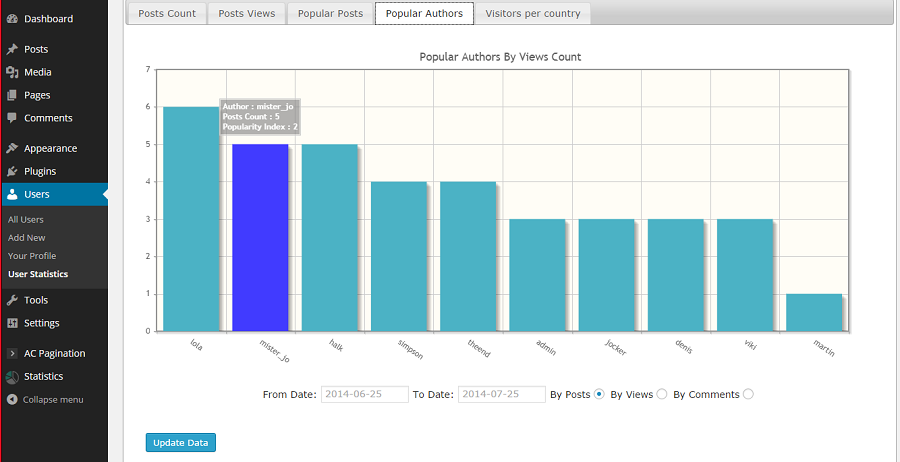 Dashboard
Posts
Media
Pages
Comments
Appearance
Plugins
Users
All Users
Add New
Your Profile
User Statistics
Tools
Settings
AC Pagination
Statistics
Collapse menu
Posts Count Posts Views Popular Posts Popular Authors Visitors per country
Popular Authors By Views Count
7
6
5
4
3
2
1
0
Author : mister_jo
Posts Count : 5
Popularity Index : 2
lola mister_jo halk simpson theend admin jocker denis viki martin
From Date: 2014-06-25 To Date: 2014-07-25 By Posts By Views By Comments
Update Data